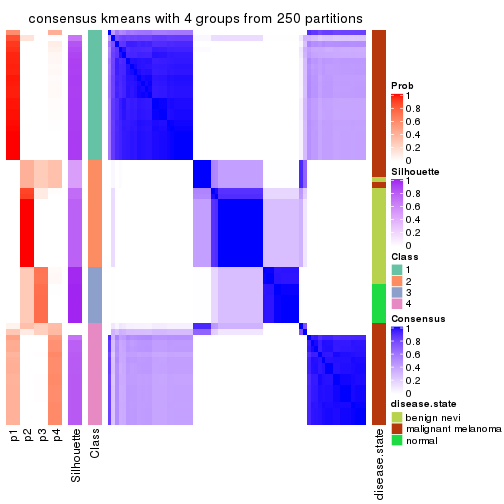 consensus kmeans with 4 groups from 250 partitions
Prob
1
0.8
0.6
0.4
0.2
0
Silhouette
1
0.8
0.6
0.4
0.2
0
Class
1
2
3
4
Consensus
1
0.8
0.6
0.4
0.2
0
disease.state
benign nevi
malignant melanoma
normal
p1
p2
p3
p4
Silhouette
Class
disease.state